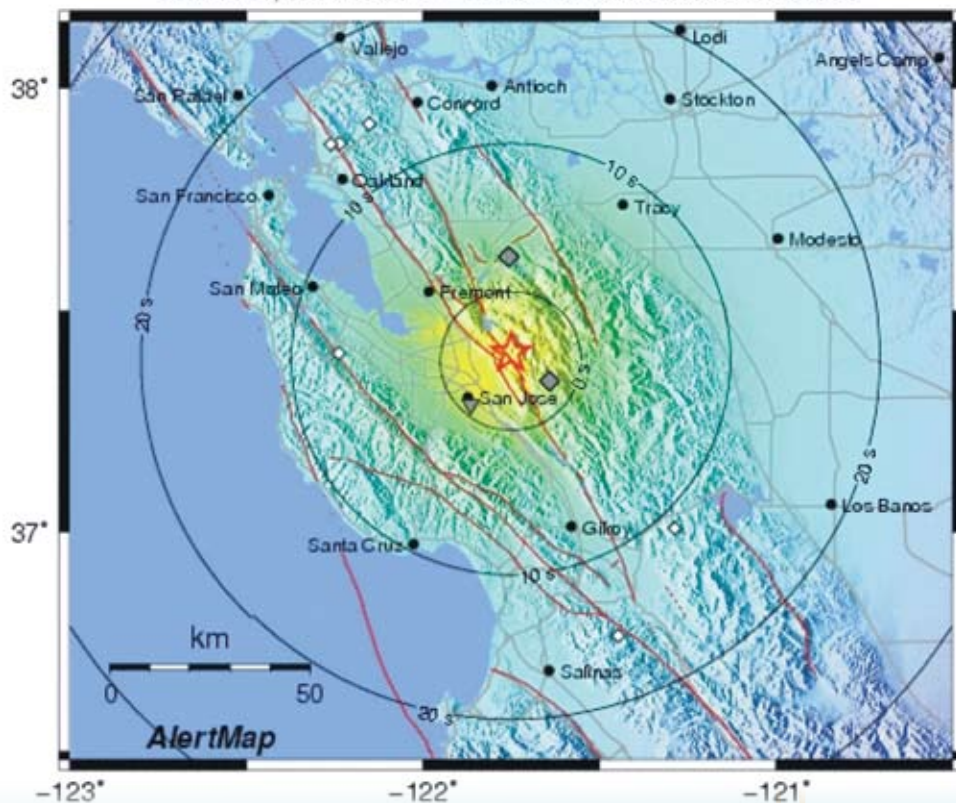 Vallejo
Lodi
Angels Camp
38°
San Rafael
Concord
Antioch
Stockton
San Francisco
Oakland
10 s
10 s
Tracy
Modesto
San Mateo
Fremont
20 s
0 s
San Jose
20 s
Los Banos
37°
Gilroy
Santa Cruz
10 s
km
0 50
Salinas
20 s
AlertMap
-123° -122° -121°